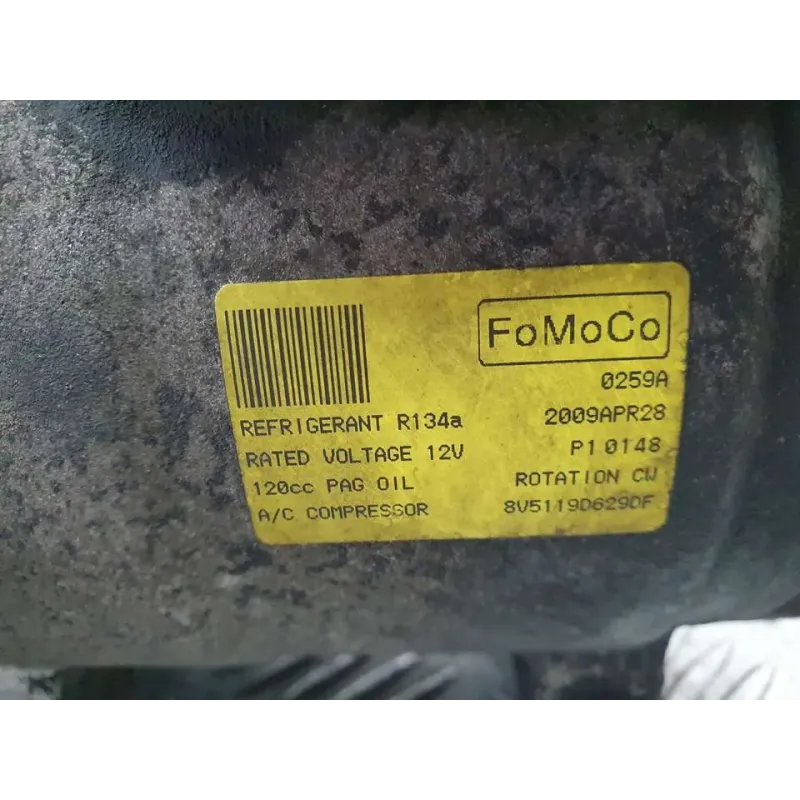 FoMoCo
0259A
REFRIGERANT R134a 2009APR28
RATED VOLTAGE 12V P1 0148
120cc PAG OIL ROTATION CW
A/C COMPRESSOR 8V5119D629DF